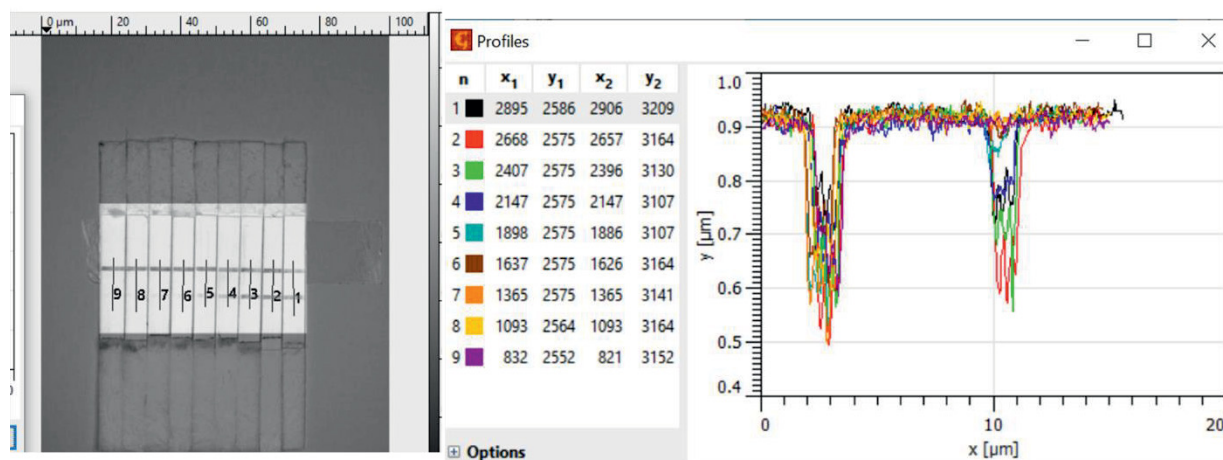 0 µm 20 40 60 80 100
9 8 7 6 5 4 3 2 1
0
Profiles
n x1 y1 x2 y2
1 2895 2586 2906 3209
2 2668 2575 2657 3164
3 2407 2575 2396 3130
4 2147 2575 2147 3107
5 1898 2575 1886 3107
6 1637 2575 1626 3164
7 1365 2575 1365 3141
8 1093 2564 1093 3164
9 832 2552 821 3152
Options
1.0
0.9
0.8
0.7
0.6
0.5
0.4
y [µm]
0 10 20
x [µm]